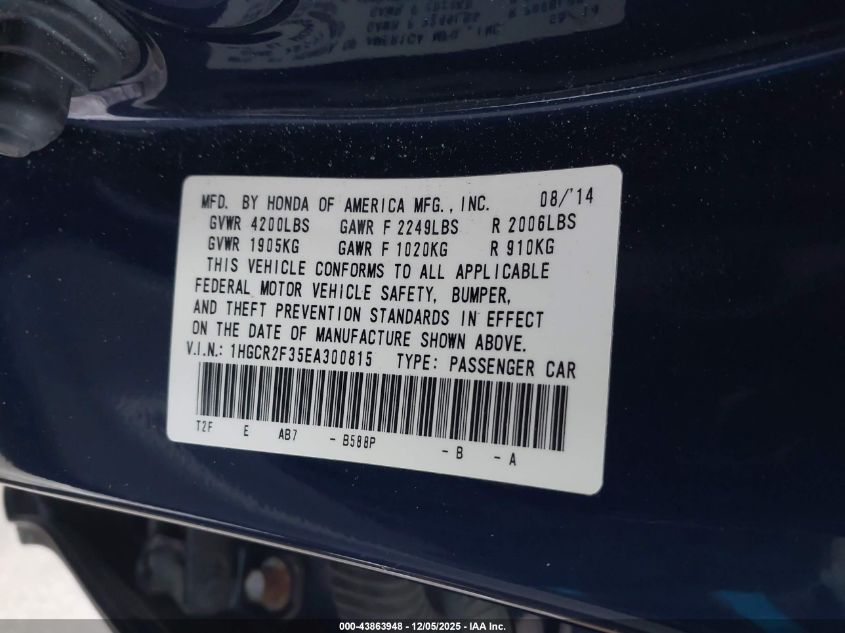 MFD. BY HONDA OF AMERICA MFG., INC. 08/'14
GVWR 4200LBS GAWR F 2249LBS R 2006LBS
GVWR 1905KG GAWR F 1020KG R 910KG
THIS VEHICLE CONFORMS TO ALL APPLICABLE
FEDERAL MOTOR VEHICLE SAFETY, BUMPER,
AND THEFT PREVENTION STANDARDS IN EFFECT
ON THE DATE OF MANUFACTURE SHOWN ABOVE.
V.I.N.: 1HGCR2F35EA300815 TYPE: PASSENGER CAR
T2F E AB7 - B588P - B - A
000-43863948 - 12/05/2025 - IAA Inc.